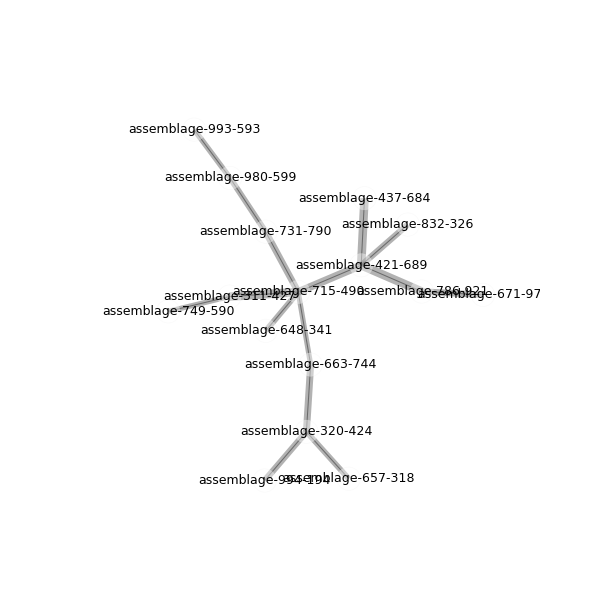 assemblage-993-593
assemblage-980-599
assemblage-437-684
assemblage-832-326
assemblage-731-790
assemblage-421-689
assemblage-715-490
assemblage-786-921
assemblage-671-97
assemblage-311-427
assemblage-749-590
assemblage-648-341
assemblage-663-744
assemblage-320-424
assemblage-994-194
assemblage-657-318